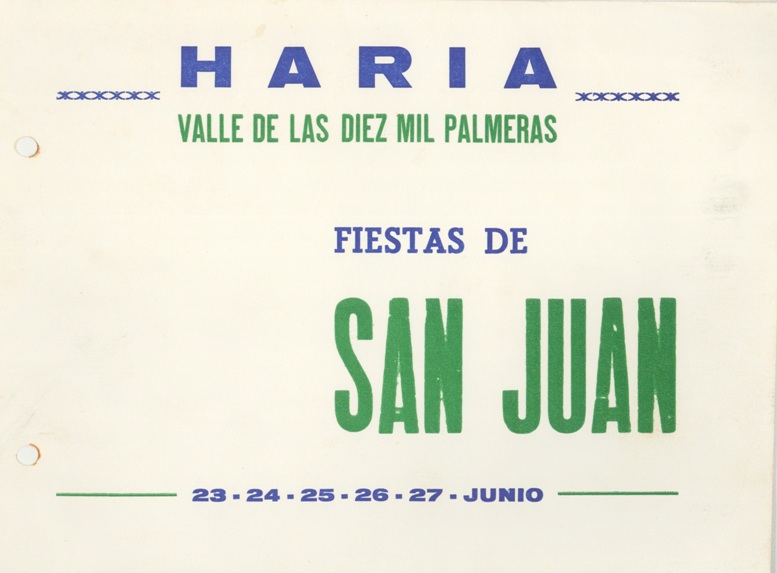 HARIA
VALLE DE LAS DIEZ MIL PALMERAS
FIESTAS DE
SAN JUAN
23 - 24 - 25 - 26 - 27 - JUNIO